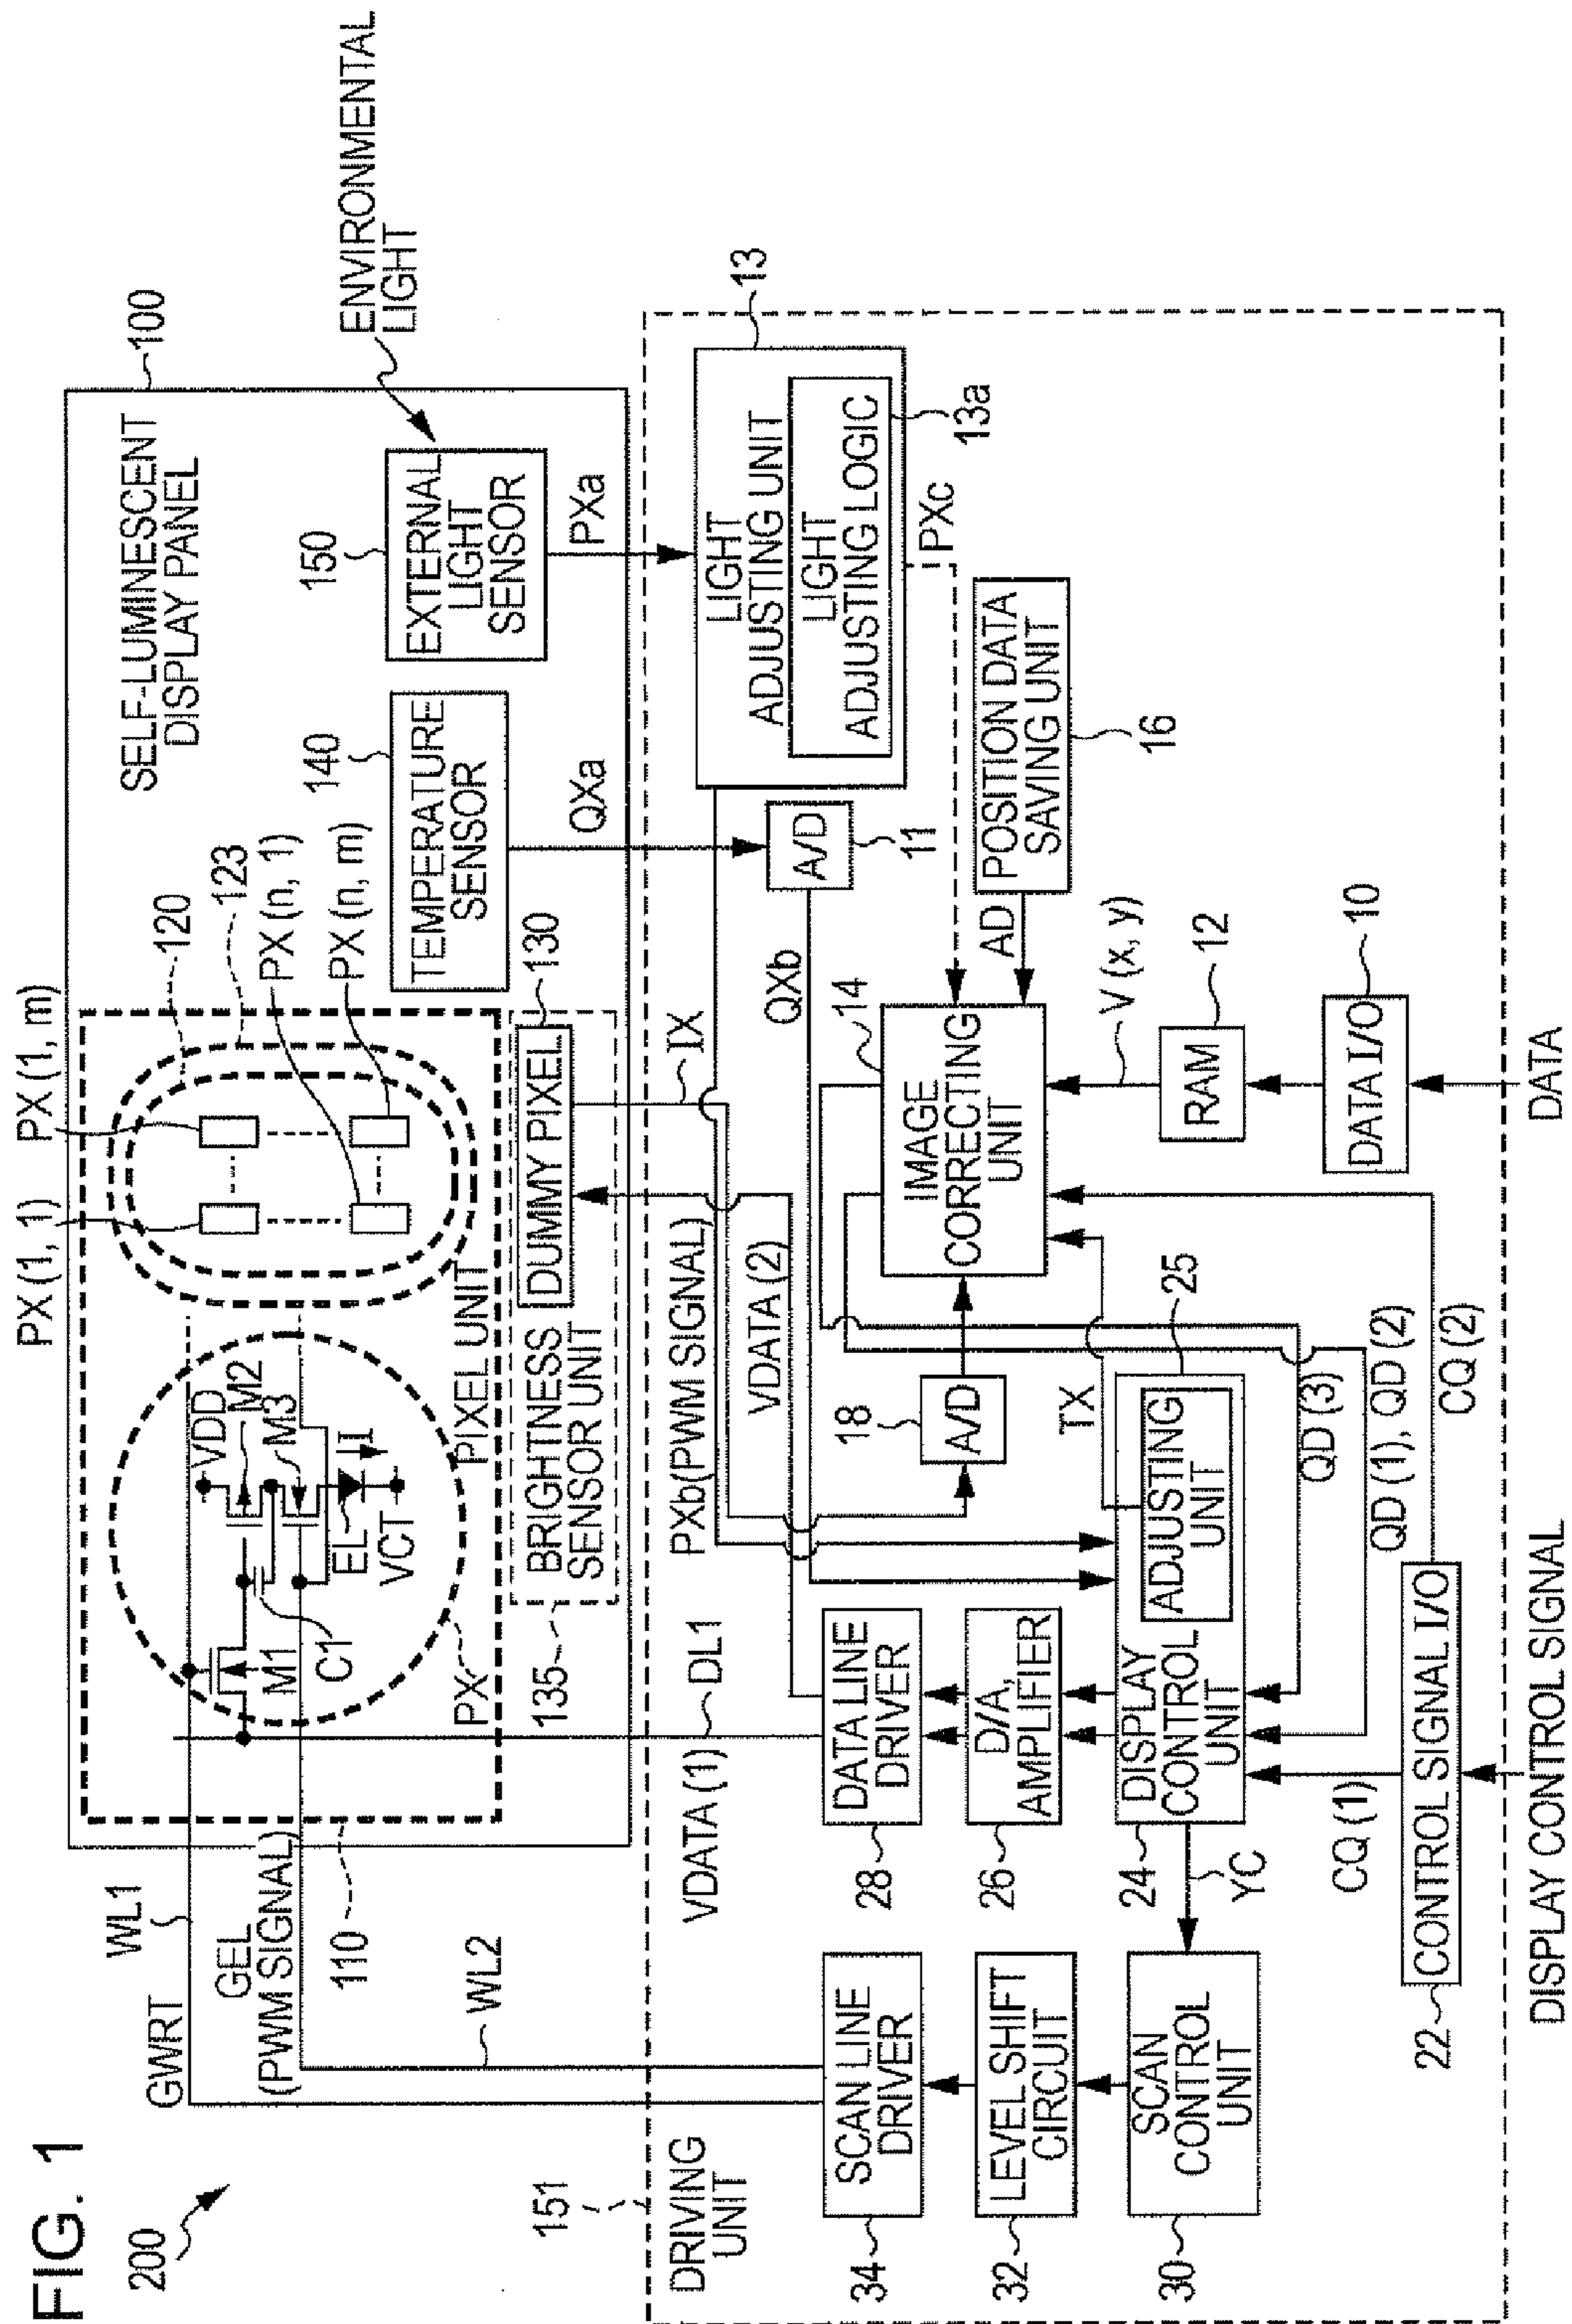 FIG. 1
200
SELF-LUMINESCENT
DISPLAY PANEL
100
ENVIRONMENTAL
LIGHT
PX (1, 1)
PX (1, m)
120
123
PX (n, 1)
PX (n, m)
140
TEMPERATURE
SENSOR
QXa
150
EXTERNAL
LIGHT
SENSOR
PXa
WL1
GWRT
GEL
(PWM SIGNAL)
110
WL2
VDD
M2
M3
I
EL
VCT
M1
C1
PX
PIXEL UNIT
135
BRIGHTNESS
SENSOR UNIT
DUMMY PIXEL
130
151
DRIVING
UNIT
VDATA (1)
DL1
PXb(PWM SIGNAL)
VDATA (2)
IX
QXb
A/D
11
LIGHT
ADJUSTING UNIT
LIGHT
ADJUSTING LOGIC
13
13a
PXc
34
SCAN LINE
DRIVER
32
LEVEL SHIFT
CIRCUIT
30
SCAN
CONTROL
UNIT
28
DATA LINE
DRIVER
26
D/A,
AMPLIFIER
24
DISPLAY
CONTROL
UNIT
ADJUSTING
UNIT
25
YC
TX
18
A/D
14
IMAGE
CORRECTING
UNIT
AD
POSITION DATA
SAVING UNIT
16
V (x, y)
RAM
12
DATA I/O
10
DATA
QD (3)
QD (1), QD (2)
CQ (2)
CQ (1)
22
CONTROL SIGNAL I/O
DISPLAY CONTROL SIGNAL